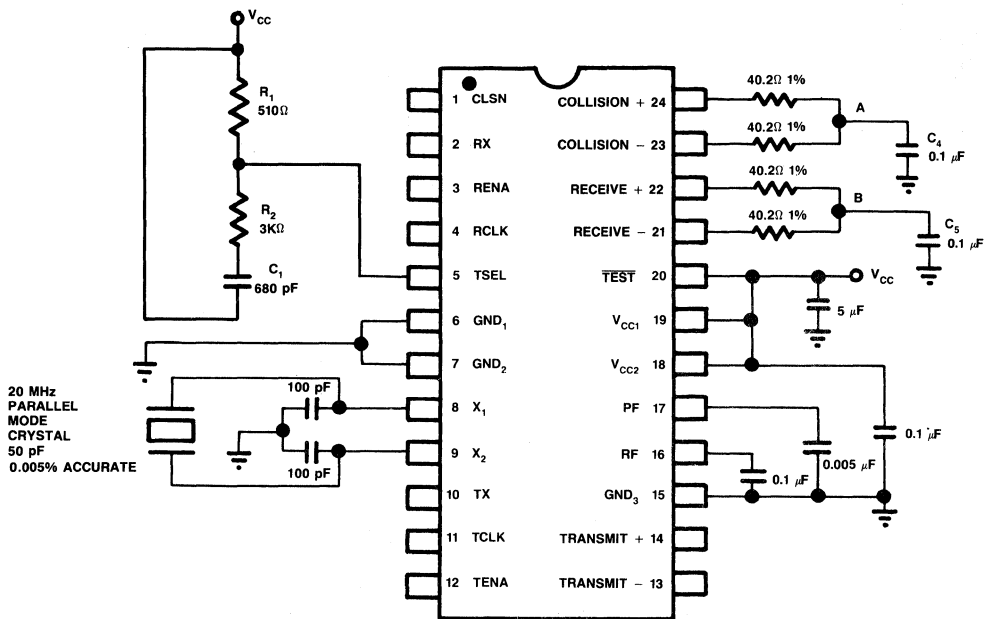 V_CC
R_1
510Ω
R_2
3KΩ
C_1
680 pF
20 MHz
PARALLEL
MODE
CRYSTAL
50 pF
0.005% ACCURATE
100 pF
100 pF
1 CLSN
2 RX
3 RENA
4 RCLK
5 TSEL
6 GND_1
7 GND_2
8 X_1
9 X_2
10 TX
11 TCLK
12 TENA
COLLISION + 24
COLLISION − 23
RECEIVE + 22
RECEIVE − 21
TEST 20
V_CC1 19
V_CC2 18
PF 17
RF 16
GND_3 15
TRANSMIT + 14
TRANSMIT − 13
40.2Ω 1%
A
40.2Ω 1%
C_4
0.1 μF
40.2Ω 1%
B
40.2Ω 1%
C_5
0.1 μF
V_CC
5 μF
0.1 μF
0.005 μF
0.1 μF